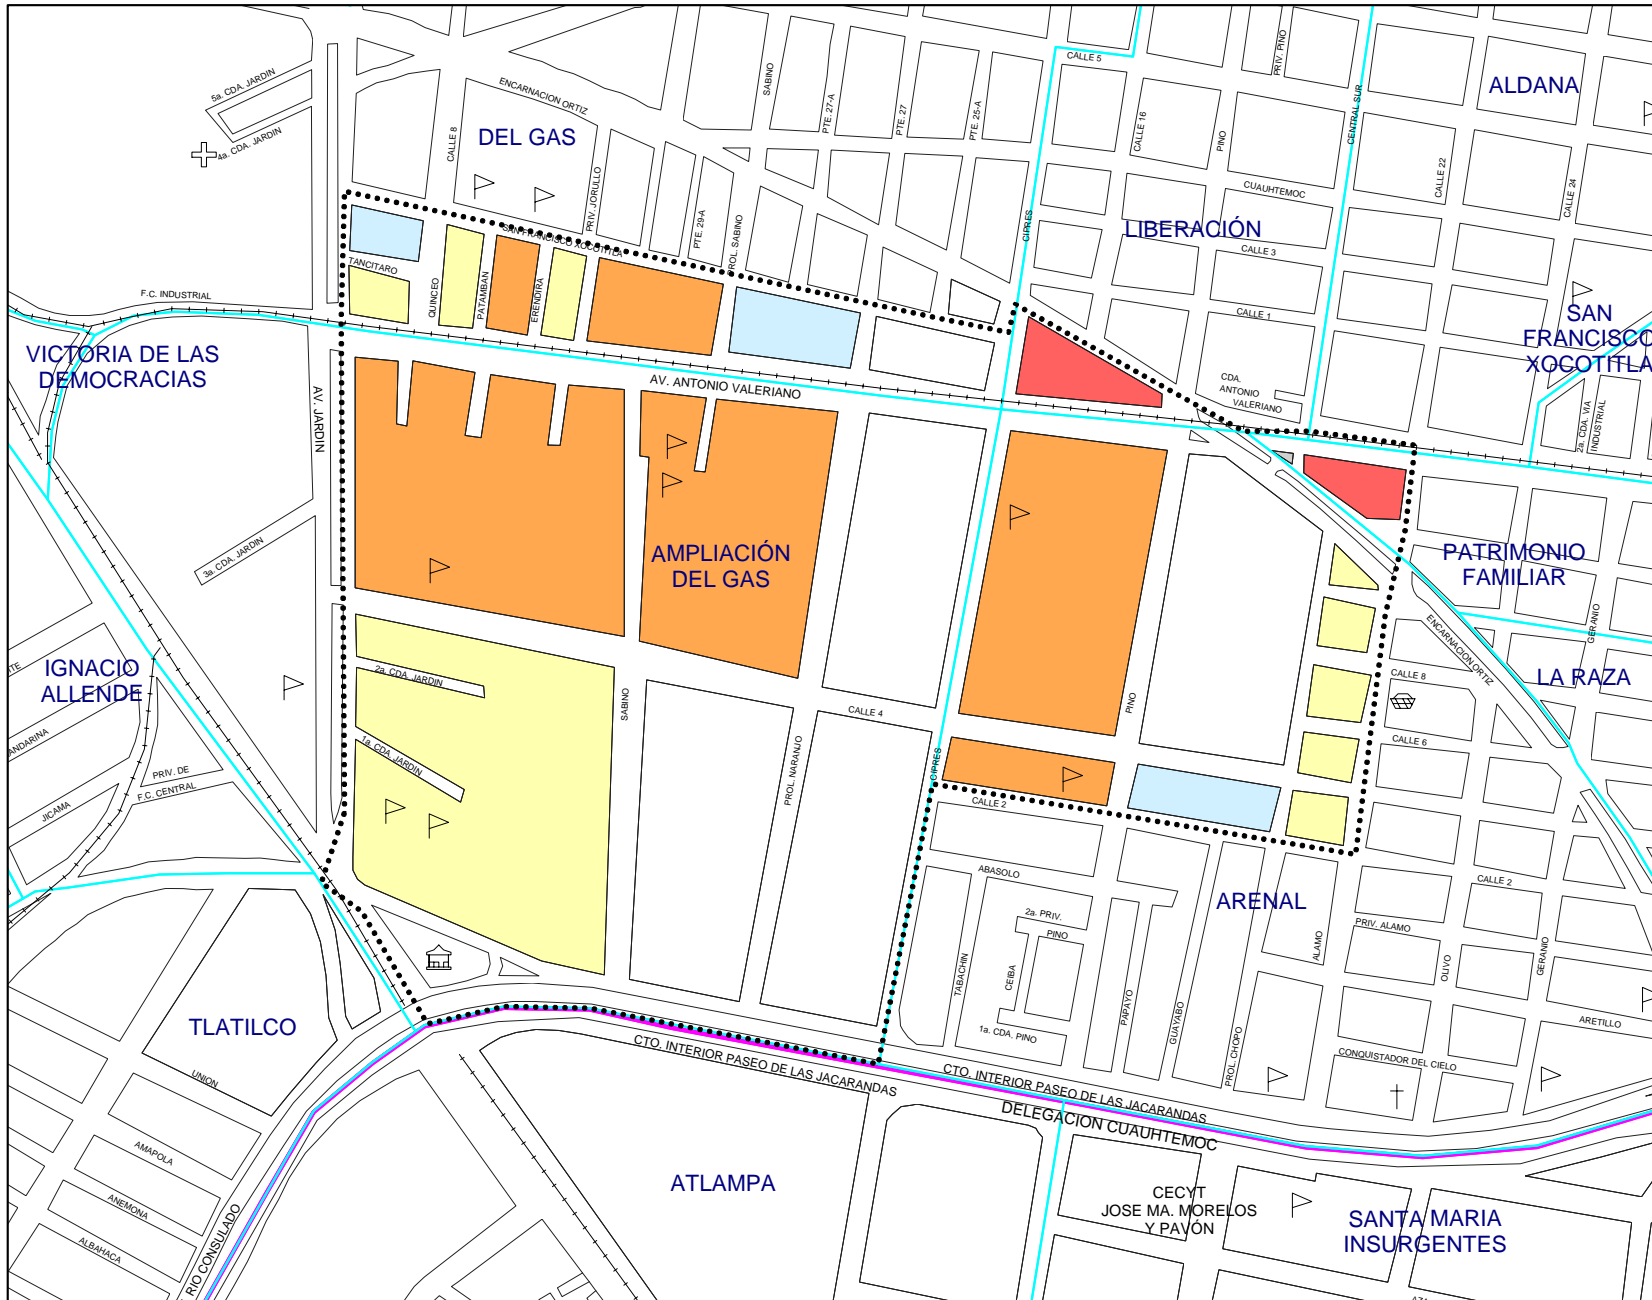 CALLE 5
PRIV. PINO
ALDANA
5a. CDA. JARDIN
4a. CDA. JARDIN
ENCARNACION ORTIZ
SABINO
PTE. 27-A
PTE. 27
PTE. 25-A
CALLE 16
PINO
CENTRAL SUR
CALLE 22
CALLE 24
CALLE 8
DEL GAS
PRIV. JORULLO
PTE. 29-A
PROL. SABINO
CIPRES
CUAUHTEMOC
LIBERACIÓN
CALLE 3
CALLE 1
SAN FRANCISCO XOCOTITLA
TANCITARO
QUINCEO
PATAMBAN
ERENDIRA
F.C. INDUSTRIAL
SAN
FRANCISCO
XOCOTITLA
VICTORIA DE LAS
DEMOCRACIAS
AV. JARDIN
AV. ANTONIO VALERIANO
CDA.
ANTONIO
VALERIANO
2a. CDA. VIA
INDUSTRIAL
3a. CDA. JARDIN
AMPLIACIÓN
DEL GAS
PATRIMONIO
FAMILIAR
GERANIO
ENCARNACION ORTIZ
IGNACIO
ALLENDE
2a. CDA. JARDIN
SABINO
CALLE 4
PINO
CALLE 8
LA RAZA
1a. CDA. JARDIN
PROL. NARANJO
CIPRES
CALLE 6
PRIV. DE
F.C. CENTRAL
JICAMA
CALLE 2
ABASOLO
2a. PRIV.
PINO
ARENAL
CALLE 2
PRIV. ALAMO
ALAMO
OLIVO
GERANIO
TABACHIN
CEIBA
PAPAYO
GUAYABO
PROL. CHOPO
1a. CDA. PINO
ARETILLO
CONQUISTADOR DEL CIELO
TLATILCO
UNION
CTO. INTERIOR PASEO DE LAS JACARANDAS
CTO. INTERIOR PASEO DE LAS JACARANDAS
DELEGACION CUAUHTEMOC
AMAPOLA
ANEMONA
ALBAHACA
RIO CONSULADO
ATLAMPA
CECYT
JOSE MA. MORELOS
Y PAVÓN
SANTA MARIA
INSURGENTES